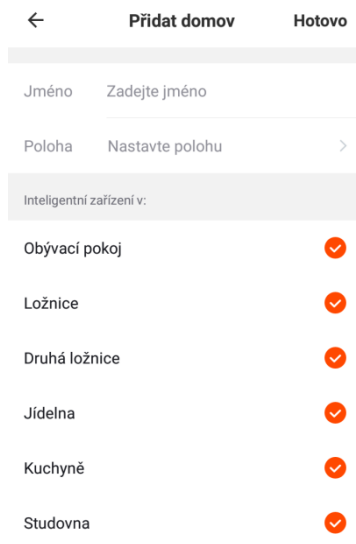 Přidat domov Hotovo
Jméno Zadejte jméno
Poloha Nastavte polohu
Inteligentní zařízení v:
Obývací pokoj
Ložnice
Druhá ložnice
Jídelna
Kuchyně
Studovna